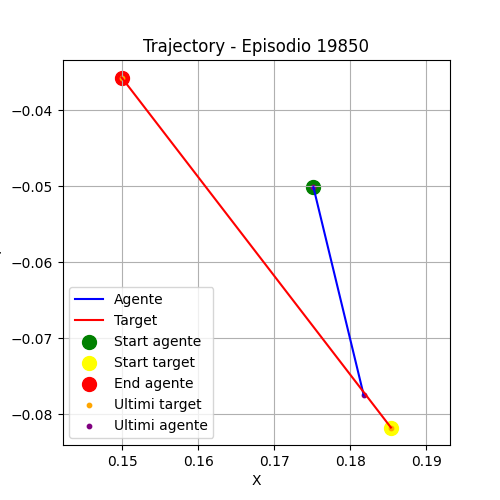 Trajectory - Episodio 19850
−0.04
−0.05
−0.06
−0.07
−0.08
Agente
Target
Start agente
Start target
End agente
Ultimi target
Ultimi agente
0.15 0.16 0.17 0.18 0.19
X